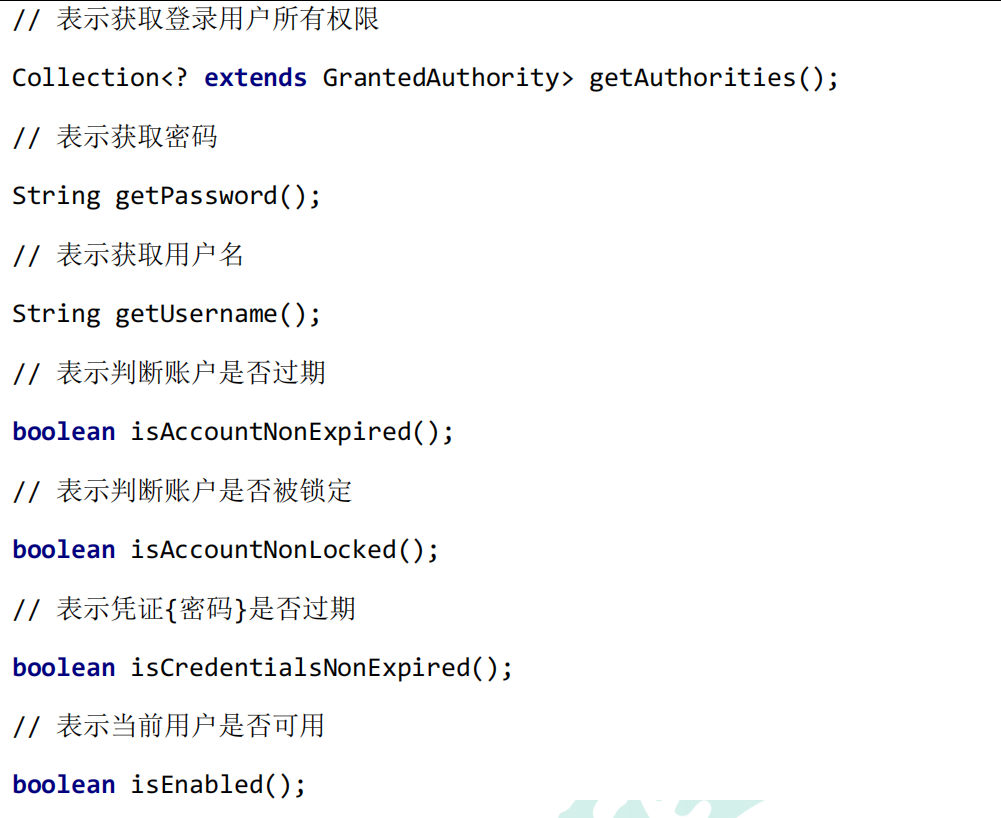 // 表示获取登录用户所有权限
Collection<? extends GrantedAuthority> getAuthorities();
// 表示获取密码
String getPassword();
// 表示获取用户名
String getUsername();
// 表示判断账户是否过期
boolean isAccountNonExpired();
// 表示判断账户是否被锁定
boolean isAccountNonLocked();
// 表示凭证{密码}是否过期
boolean isCredentialsNonExpired();
// 表示当前用户是否可用
boolean isEnabled();